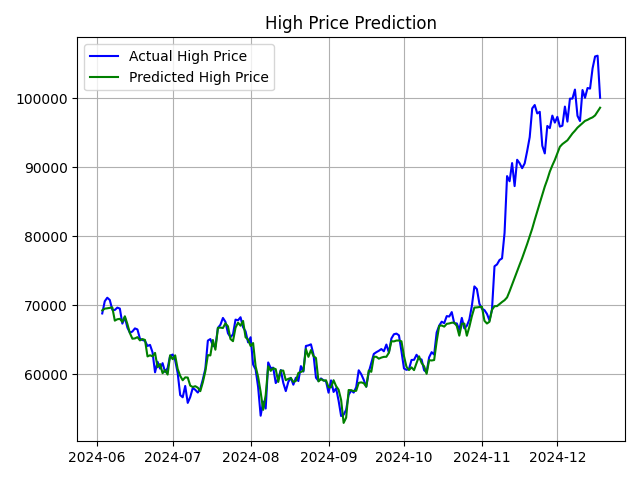 High Price Prediction
Actual High Price
Predicted High Price
100000
90000
80000
70000
60000
2024-06 2024-07 2024-08 2024-09 2024-10 2024-11 2024-12